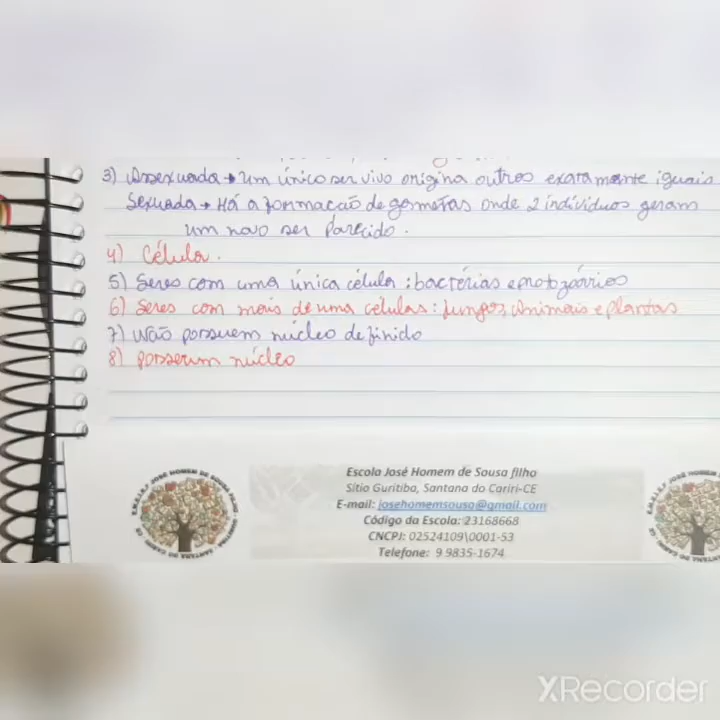 3) Assexuada → um único ser vivo origina outros exatamente iguais
Sexuada → Há a formação de gametas onde 2 indivíduos geram
um novo ser parecido.
4) Célula.
5) Seres com uma única célula: bactérias e protozoários
6) Seres com mais de uma células: fungos, animais e plantas
7) Não possuem núcleo definido
8) possuem núcleo
Escola José Homem de Sousa filho
Sítio Guritiba, Santana do Cariri-CE
E-mail: josehomemsousa@gmail.com
Código da Escola: 23168668
CNCPJ: 02524109\0001-53
Telefone: 9 9835-1674
XRecorder